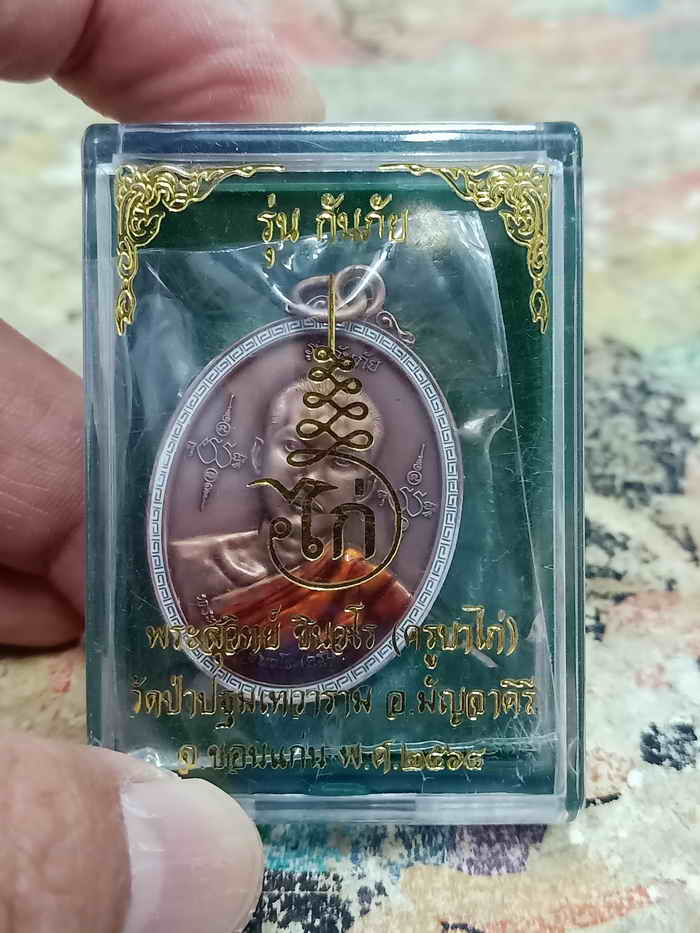 รุ่น กันภัย
ไก่
พระสุวิทย์ ชินวโร (ครูบาไก่)
วัดป่าปฐมเทวาราม อ.มัญจาคีรี
จ.ขอนแก่น พ.ศ.๒๕๖๔